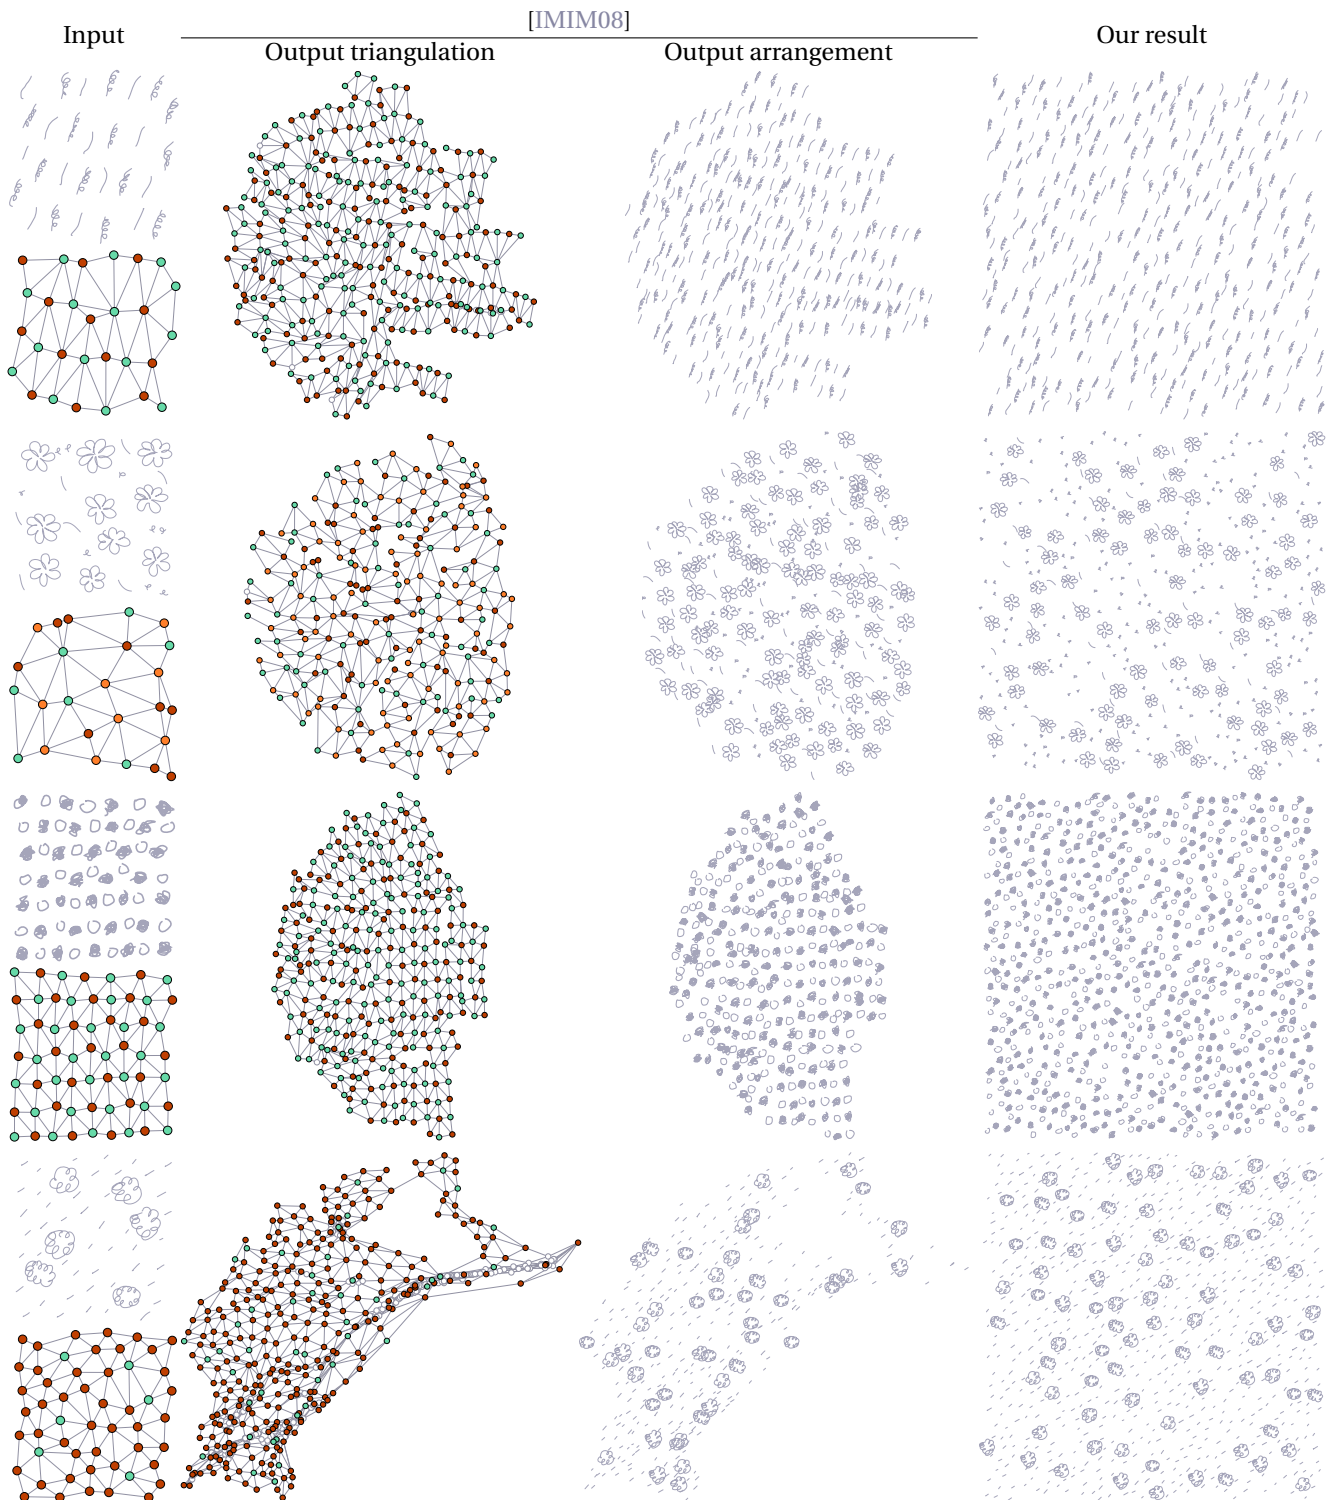 [IMIM08]
Input
Our result
Output triangulation
Output arrangement